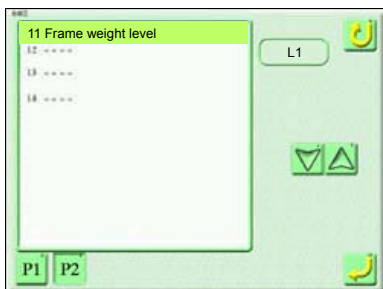 11 Frame weight level
L1
12 ----
13 ----
14 ----
P1 P2